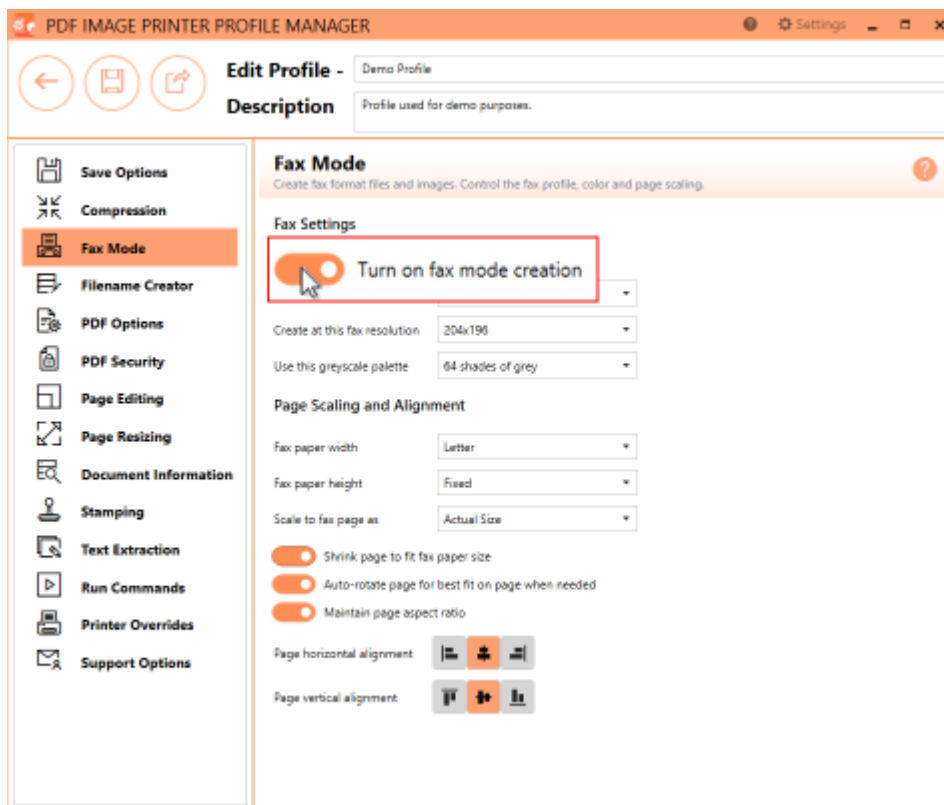 PDF IMAGE PRINTER PROFILE MANAGER
Settings
Edit Profile - Demo Profile
Description Profile used for demo purposes.
Save Options
Compression
Fax Mode
Filename Creator
PDF Options
PDF Security
Page Editing
Page Resizing
Document Information
Stamping
Text Extraction
Run Commands
Printer Overrides
Support Options
Fax Mode
Create fax format files and images. Control the fax profile, color and page scaling.
Fax Settings
Turn on fax mode creation
Create at this fax resolution 204x196
Use this greyscale palette 64 shades of grey
Page Scaling and Alignment
Fax paper width Letter
Fax paper height Fixed
Scale to fax page as Actual Size
Shrink page to fit fax paper size
Auto-rotate page for best fit on page when needed
Maintain page aspect ratio
Page horizontal alignment
Page vertical alignment